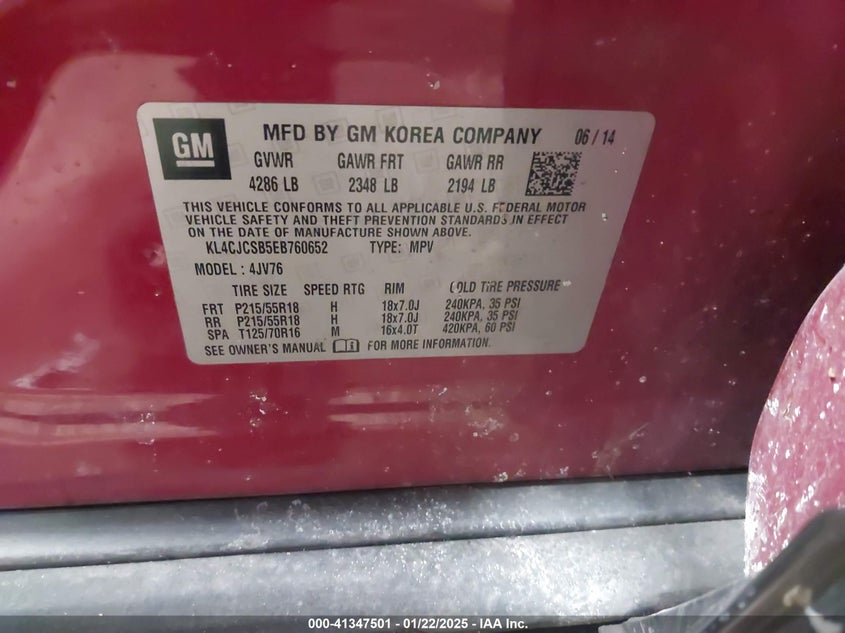 GM MFD BY GM KOREA COMPANY 06 / 14
GVWR GAWR FRT GAWR RR
4286 LB 2348 LB 2194 LB
THIS VEHICLE CONFORMS TO ALL APPLICABLE U.S. FEDERAL MOTOR
VEHICLE SAFETY AND THEFT PREVENTION STANDARDS IN EFFECT
ON THE DATE OF MANUFACTURE SHOWN ABOVE.
KL4CJCSB5EB760652 TYPE: MPV
MODEL : 4JV76
TIRE SIZE SPEED RTG RIM COLD TIRE PRESSURE
FRT P215/55R18 H 18x7.0J 240KPA, 35 PSI
RR P215/55R18 H 18x7.0J 240KPA, 35 PSI
SPA T125/70R16 M 16x4.0T 420KPA, 60 PSI
SEE OWNER'S MANUAL FOR MORE INFORMATION.
000-41347501 - 01/22/2025 - IAA Inc.